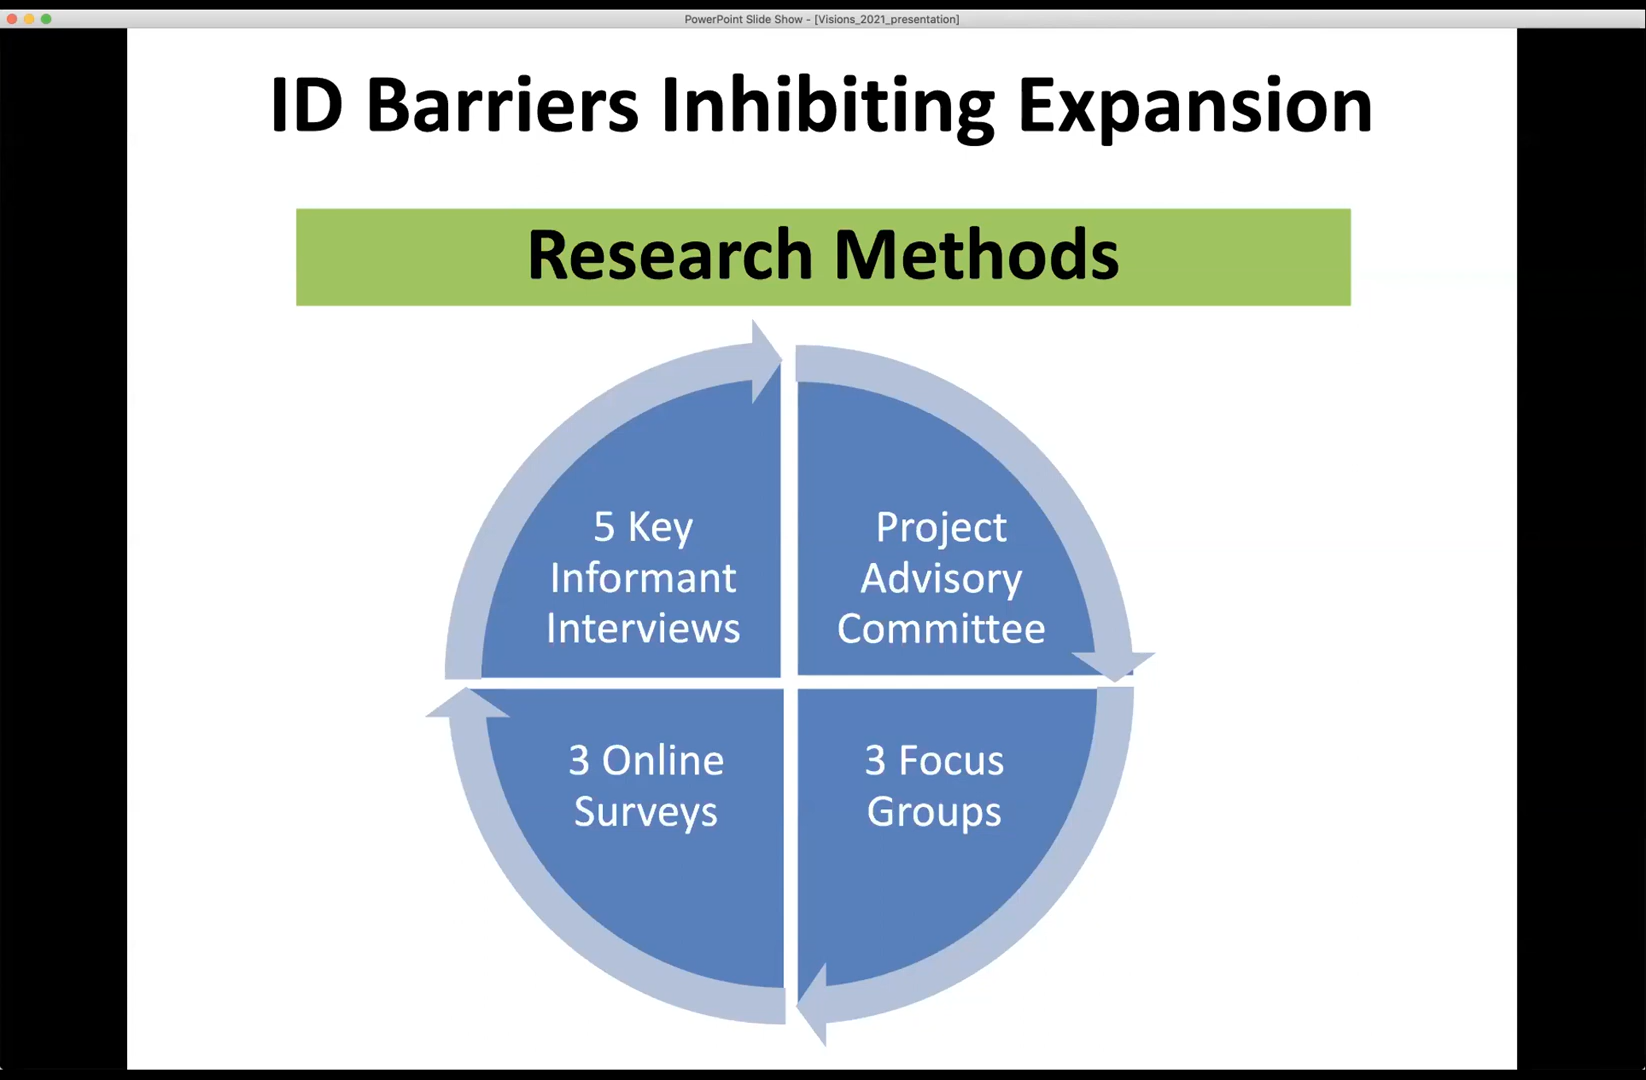 PowerPoint Slide Show - [Visions_2021_presentation]
ID Barriers Inhibiting Expansion
Research Methods
5 Key
Informant
Interviews
Project
Advisory
Committee
3 Online
Surveys
3 Focus
Groups